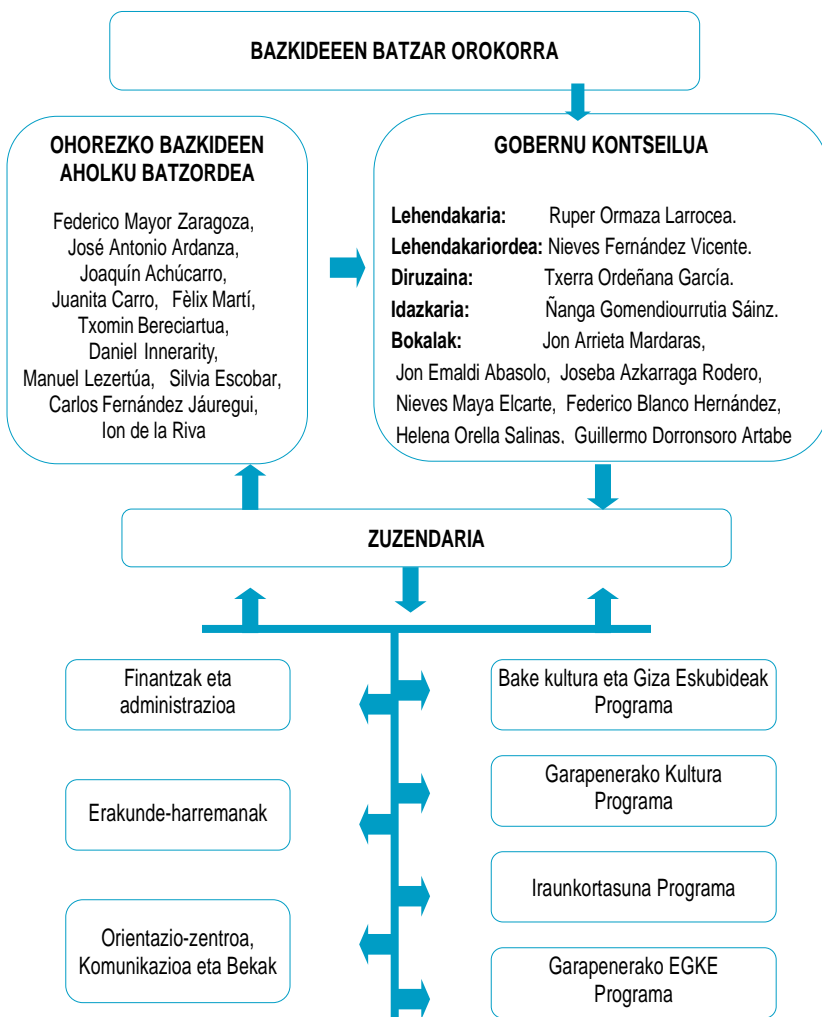 BAZKIDEEEN BATZAR OROKORRA
OHOREZKO BAZKIDEEN
AHOLKU BATZORDEA
Federico Mayor Zaragoza,
José Antonio Ardanza,
Joaquín Achúcarro,
Juanita Carro, Fèlix Martí,
Txomin Bereciartua,
Daniel Innerarity,
Manuel Lezertúa, Silvia Escobar,
Carlos Fernández Jáuregui,
Ion de la Riva
GOBERNU KONTSEILUA
Lehendakaria: Ruper Ormaza Larrocea.
Lehendakariordea: Nieves Fernández Vicente.
Diruzaina: Txerra Ordeñana García.
Idazkaria: Ñanga Gomendiourrutia Sáinz.
Bokalak: Jon Arrieta Mardaras,
Jon Emaldi Abasolo, Joseba Azkarraga Rodero,
Nieves Maya Elcarte, Federico Blanco Hernández,
Helena Orella Salinas, Guillermo Dorronsoro Artabe
ZUZENDARIA
Finantzak eta
administrazioa
Erakunde-harremanak
Orientazio-zentroa,
Komunikazioa eta Bekak
Bake kultura eta Giza Eskubideak
Programa
Garapenerako Kultura
Programa
Iraunkortasuna Programa
Garapenerako EGKE
Programa